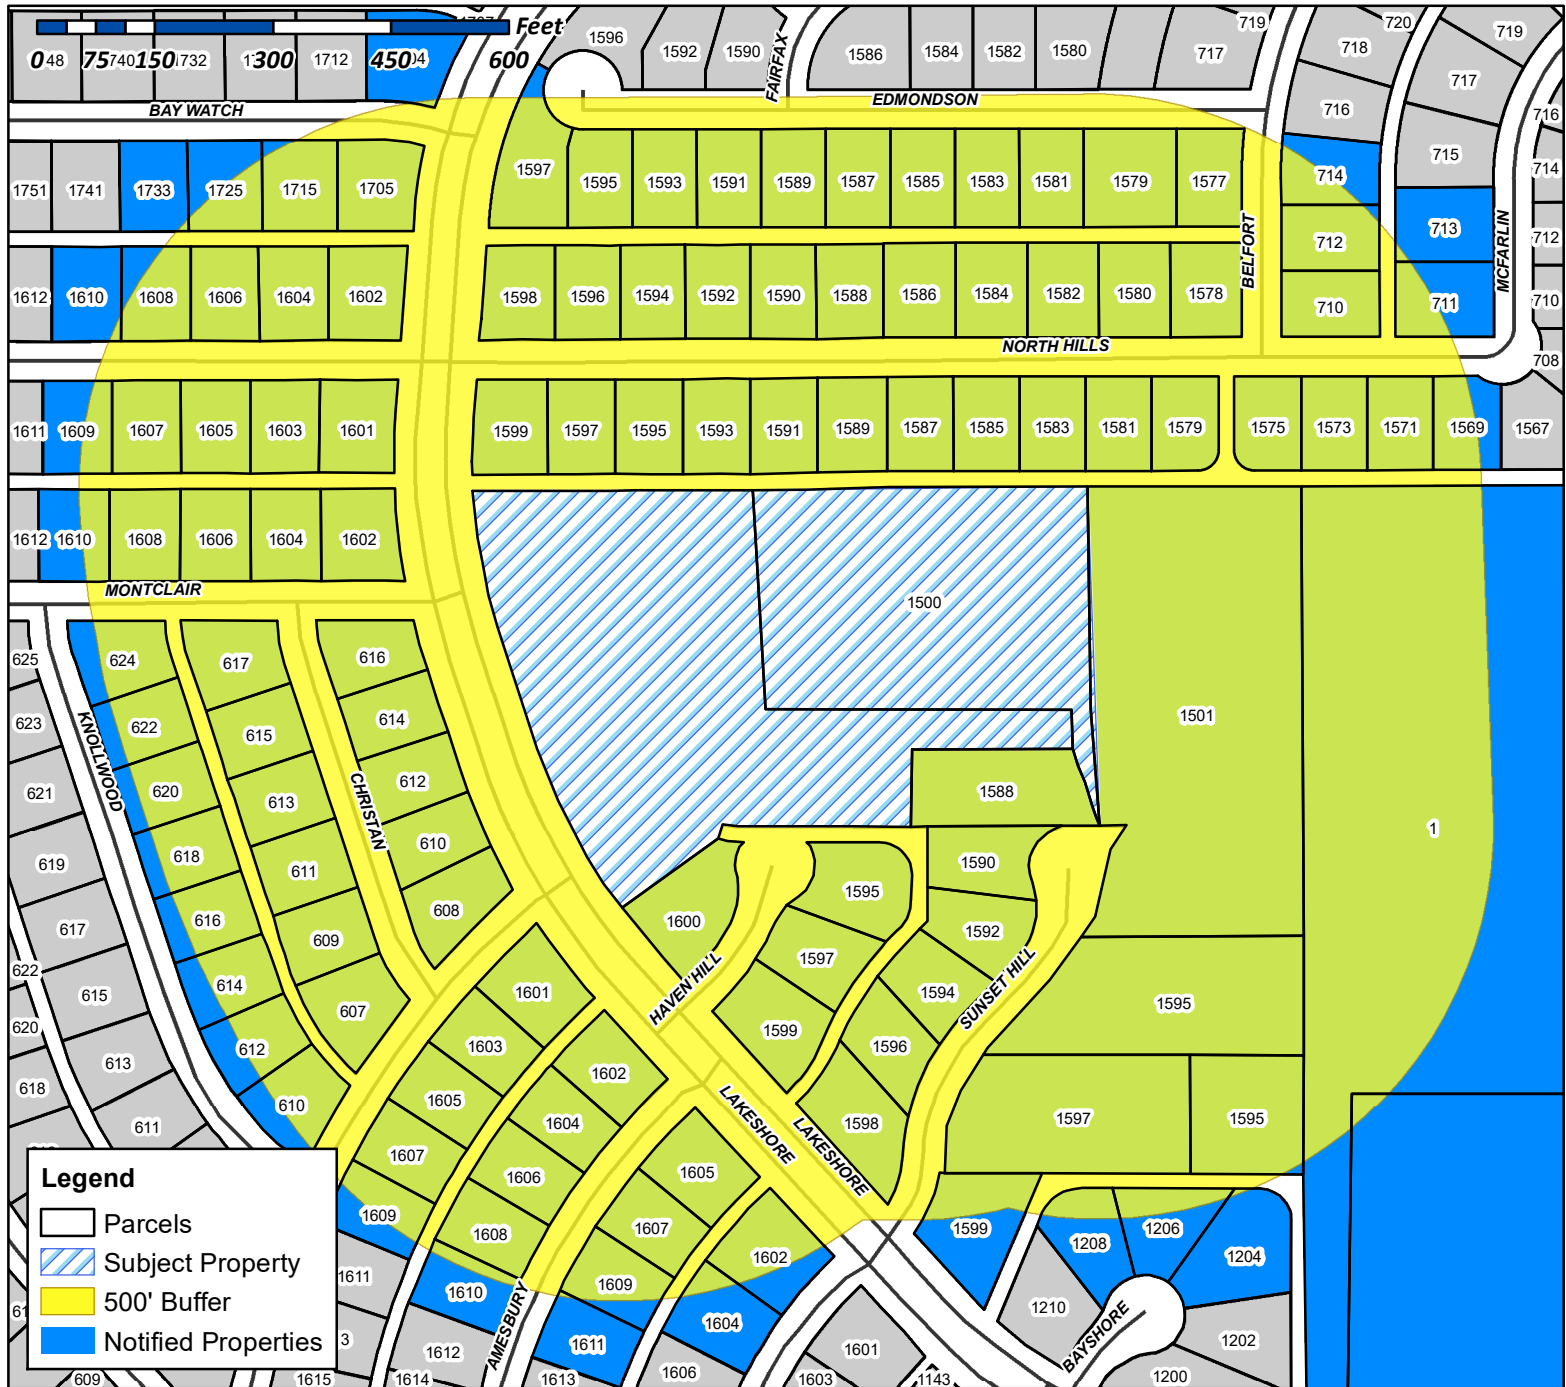 Feet
0 75 150 300 450 600
48 740 1732 1712
1596 1592 1590 FAIRFAX 1586 1584 1582 1580 717 719 718 720 719
717
BAY WATCH EDMONDSON 716 716
715 714
1751 1741 1733 1725 1715 1705 1597 1595 1593 1591 1589 1587 1585 1583 1581 1579 1577 714
BELFORT 712 713 MCFARLIN 712
1612 1610 1608 1606 1604 1602 1598 1596 1594 1592 1590 1588 1586 1584 1582 1580 1578 710 711 710
NORTH HILLS
708
1611 1609 1607 1605 1603 1601 1599 1597 1595 1593 1591 1589 1587 1585 1583 1581 1579 1575 1573 1571 1569 1567
1612 1610 1608 1606 1604 1602
MONTCLAIR 1500
625 624 617 616
623 KNOLLWOOD 622 615 614 1501
621 620 613 CHRISTAN 612 1588
619 618 611 610 1590 1
617 616 609 608 1600 1595 1592
622 615 614 607 1601 HAVEN HILL 1597 1594 SUNSET HILL 1595
620 613 612 1603 1599 1596
618 611 610 1605 1602 1604 LAKESHORE LAKESHORE 1598 1597 1595
1607 1606 1605
1609 1608 1607 1602 1599 1208 1206 1204
1611 1610 1609 1604 1210
AMESBURY BAYSHORE
3 1612 1611 1606 1601 1202
609 1615 1614 1613 1603 1143 1200
Legend
Parcels
Subject Property
500' Buffer
Notified Properties